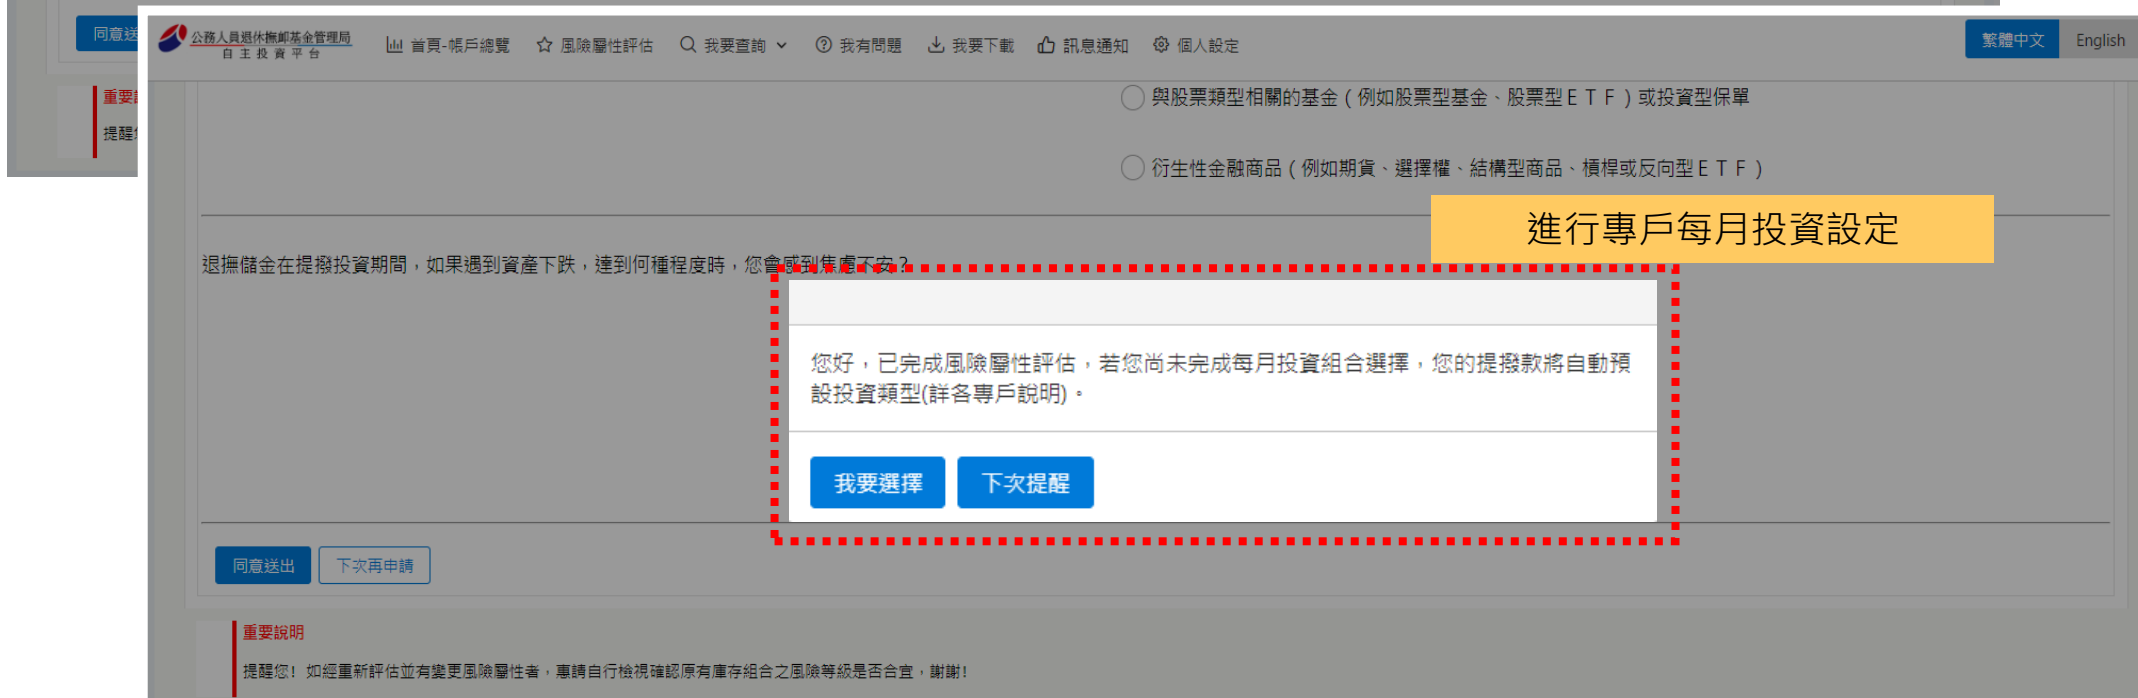 同意送
重要
提醒
公務人員退休撫卹基金管理局
自主投資平台
首頁-帳戶總覽 風險屬性評估 我要查詢 我有問題 我要下載 訊息通知 個人設定
繁體中文 English
與股票類型相關的基金（例如股票型基金、股票型ＥＴＦ）或投資型保單
衍生性金融商品（例如期貨、選擇權、結構型商品、槓桿或反向型ＥＴＦ）
進行專戶每月投資設定
退撫儲金在提撥投資期間，如果遇到資產下跌，達到何種程度時，您會感到焦慮不安？
您好，已完成風險屬性評估，若您尚未完成每月投資組合選擇，您的提撥款將自動預
設投資類型(詳各專戶說明)。
我要選擇 下次提醒
同意送出 下次再申請
重要說明
提醒您！如經重新評估並有變更風險屬性者，惠請自行檢視確認原有庫存組合之風險等級是否合宜，謝謝！